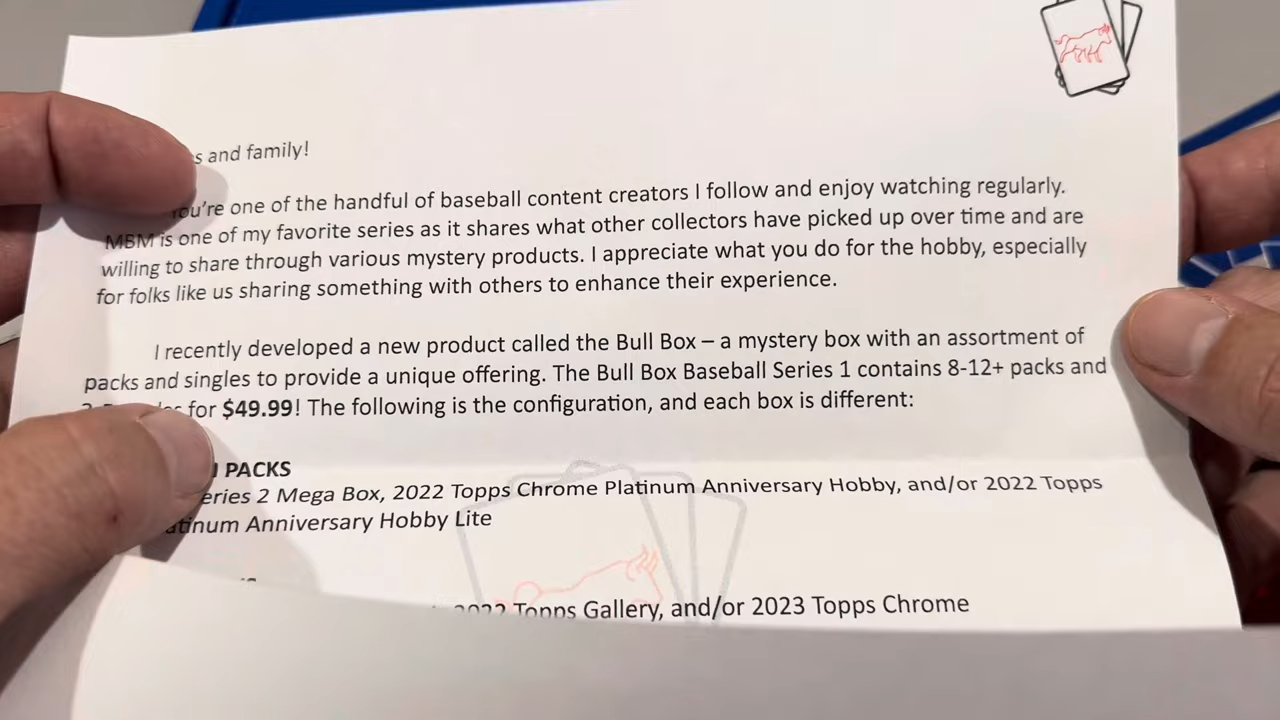 and family!
You're one of the handful of baseball content creators I follow and enjoy watching regularly.
MBM is one of my favorite series as it shares what other collectors have picked up over time and are
willing to share through various mystery products. I appreciate what you do for the hobby, especially
for folks like us sharing something with others to enhance their experience.
I recently developed a new product called the Bull Box – a mystery box with an assortment of
packs and singles to provide a unique offering. The Bull Box Baseball Series 1 contains 8-12+ packs and
for $49.99! The following is the configuration, and each box is different:
PACKS
eries 2 Mega Box, 2022 Topps Chrome Platinum Anniversary Hobby, and/or 2022 Topps
atinum Anniversary Hobby Lite
2022 Topps Gallery, and/or 2023 Topps Chrome